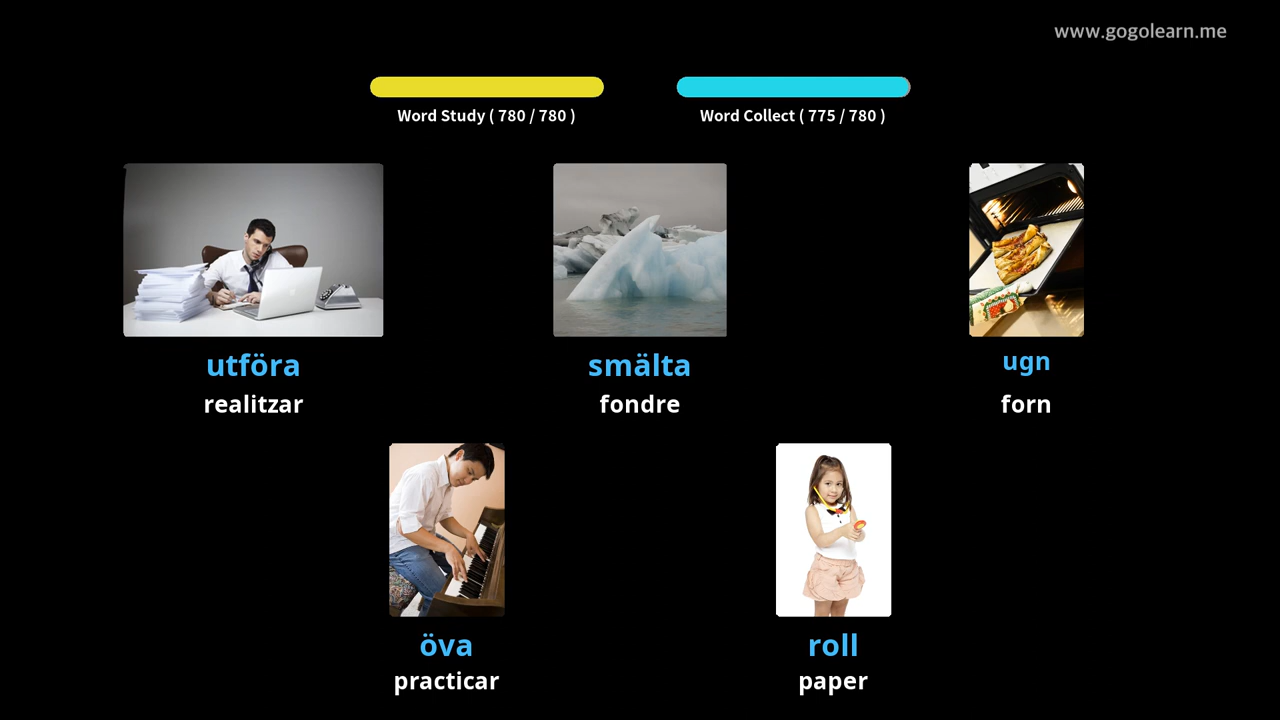 www.gogolearn.me
Word Study ( 780 / 780 )
Word Collect ( 775 / 780 )
utföra
realitzar
smälta
fondre
ugn
forn
öva
practicar
roll
paper